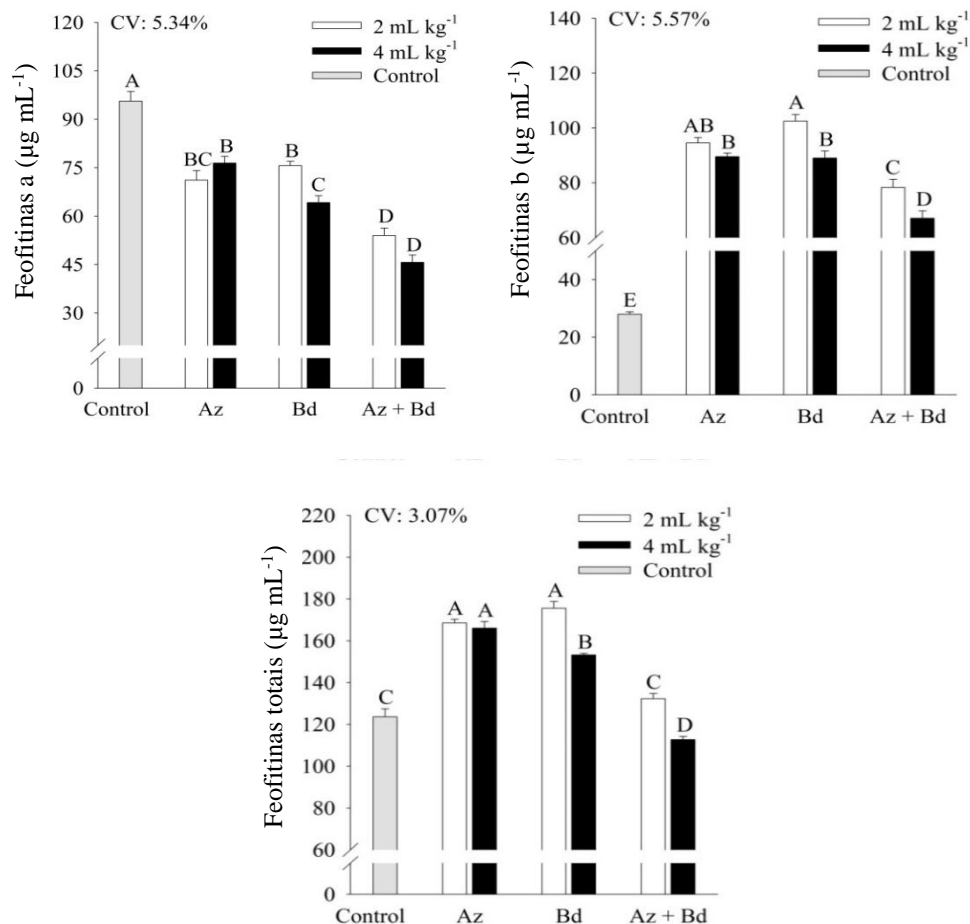 Feofitinas a (µg mL⁻¹)
120
105
90
75
60
45
30
0
CV: 5.34%
2 mL kg⁻¹
4 mL kg⁻¹
Control
A
BC
B
B
C
D
D
Control Az Bd Az + Bd
Feofitinas b (µg mL⁻¹)
140
120
100
80
60
40
20
0
CV: 5.57%
2 mL kg⁻¹
4 mL kg⁻¹
Control
E
AB
B
A
B
C
D
Control Az Bd Az + Bd
Feofitinas totais (µg mL⁻¹)
220
200
180
160
140
120
100
80
60
0
CV: 3.07%
2 mL kg⁻¹
4 mL kg⁻¹
Control
C
A
A
A
B
C
D
Control Az Bd Az + Bd